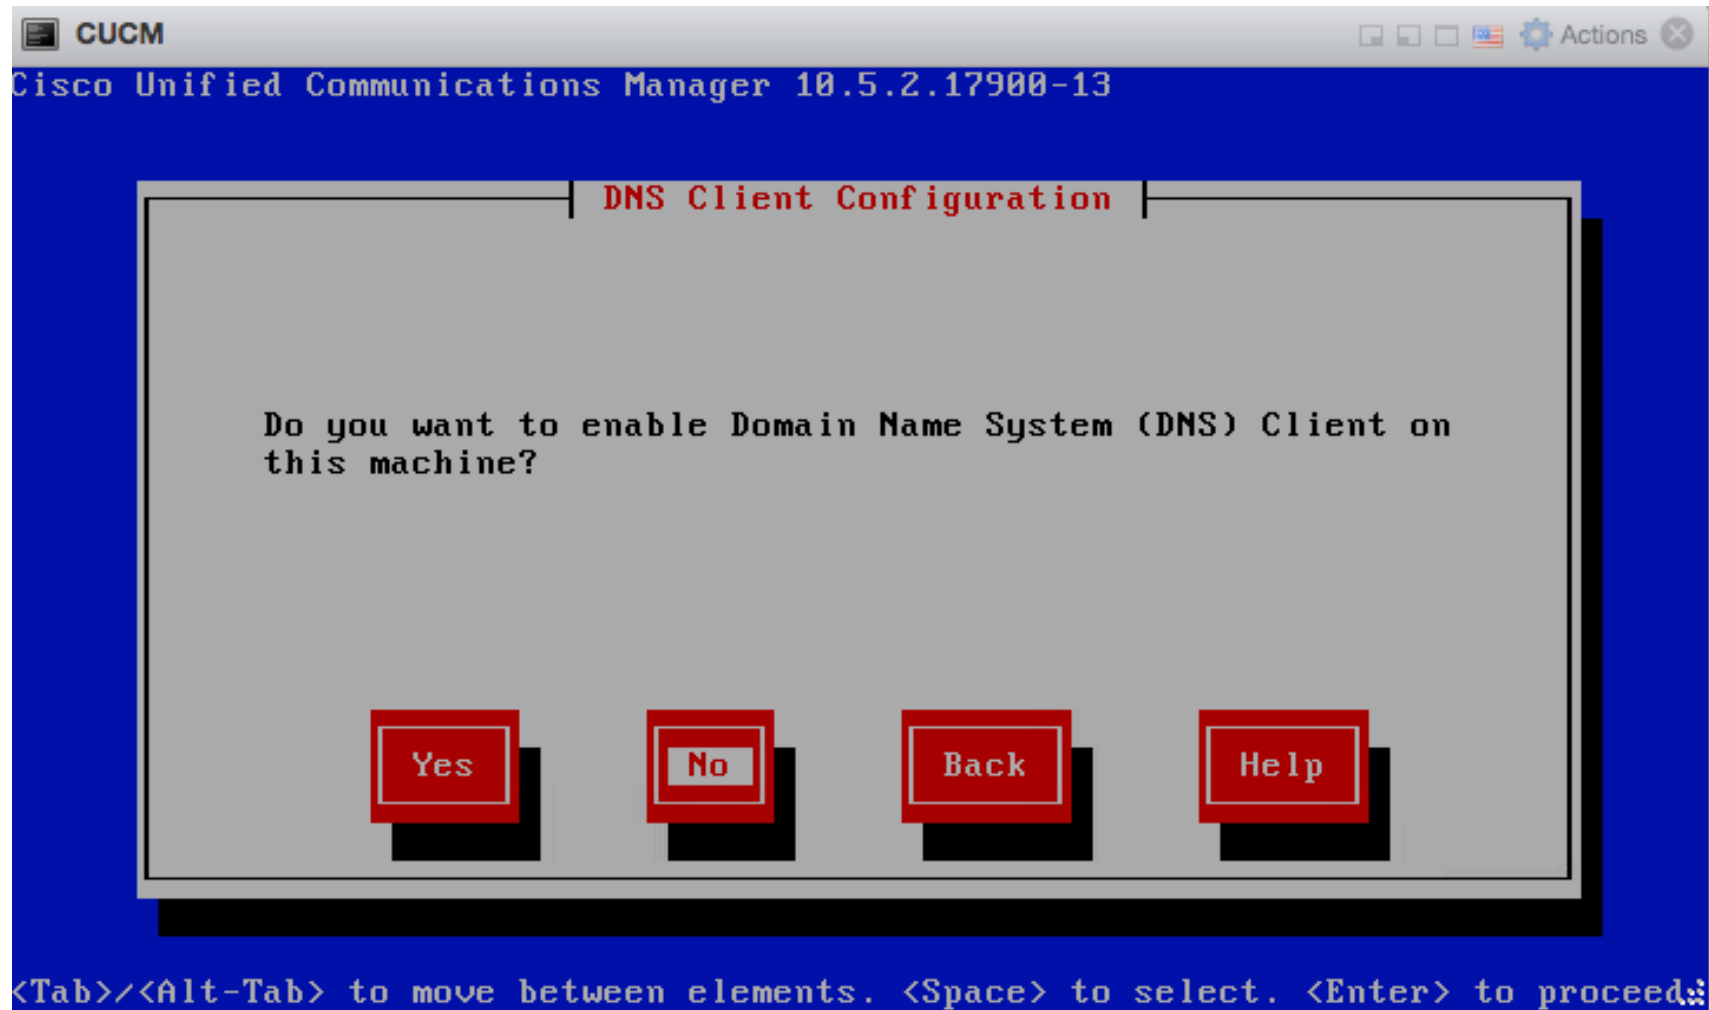 CUCM
Actions
Cisco Unified Communications Manager 10.5.2.17900-13
DNS Client Configuration
Do you want to enable Domain Name System (DNS) Client on
this machine?
Yes No Back Help
<Tab>/<Alt-Tab> to move between elements. <Space> to select. <Enter> to proceed.